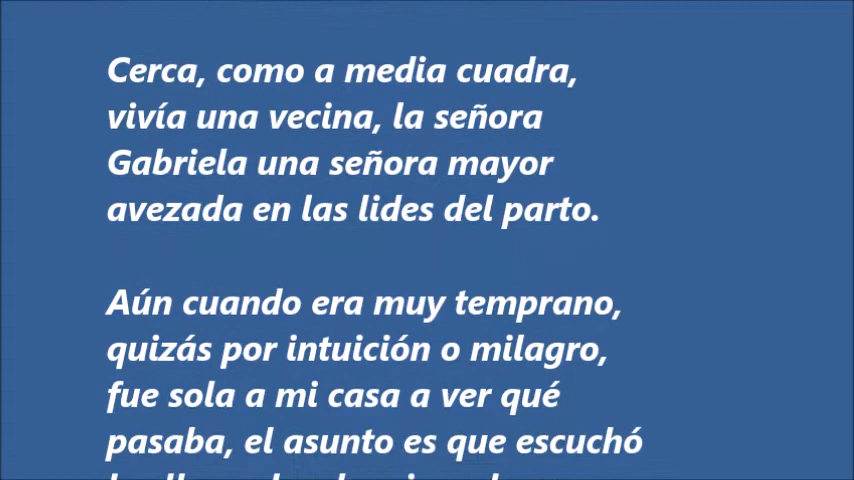 Cerca, como a media cuadra,
vivía una vecina, la señora
Gabriela una señora mayor
avezada en las lides del parto.
Aún cuando era muy temprano,
quizás por intuición o milagro,
fue sola a mi casa a ver qué
pasaba, el asunto es que escuchó